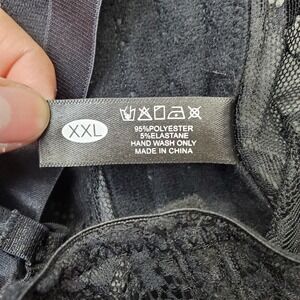 XXL
95%POLYESTER
5%ELASTANE
HAND WASH ONLY
MADE IN CHINA